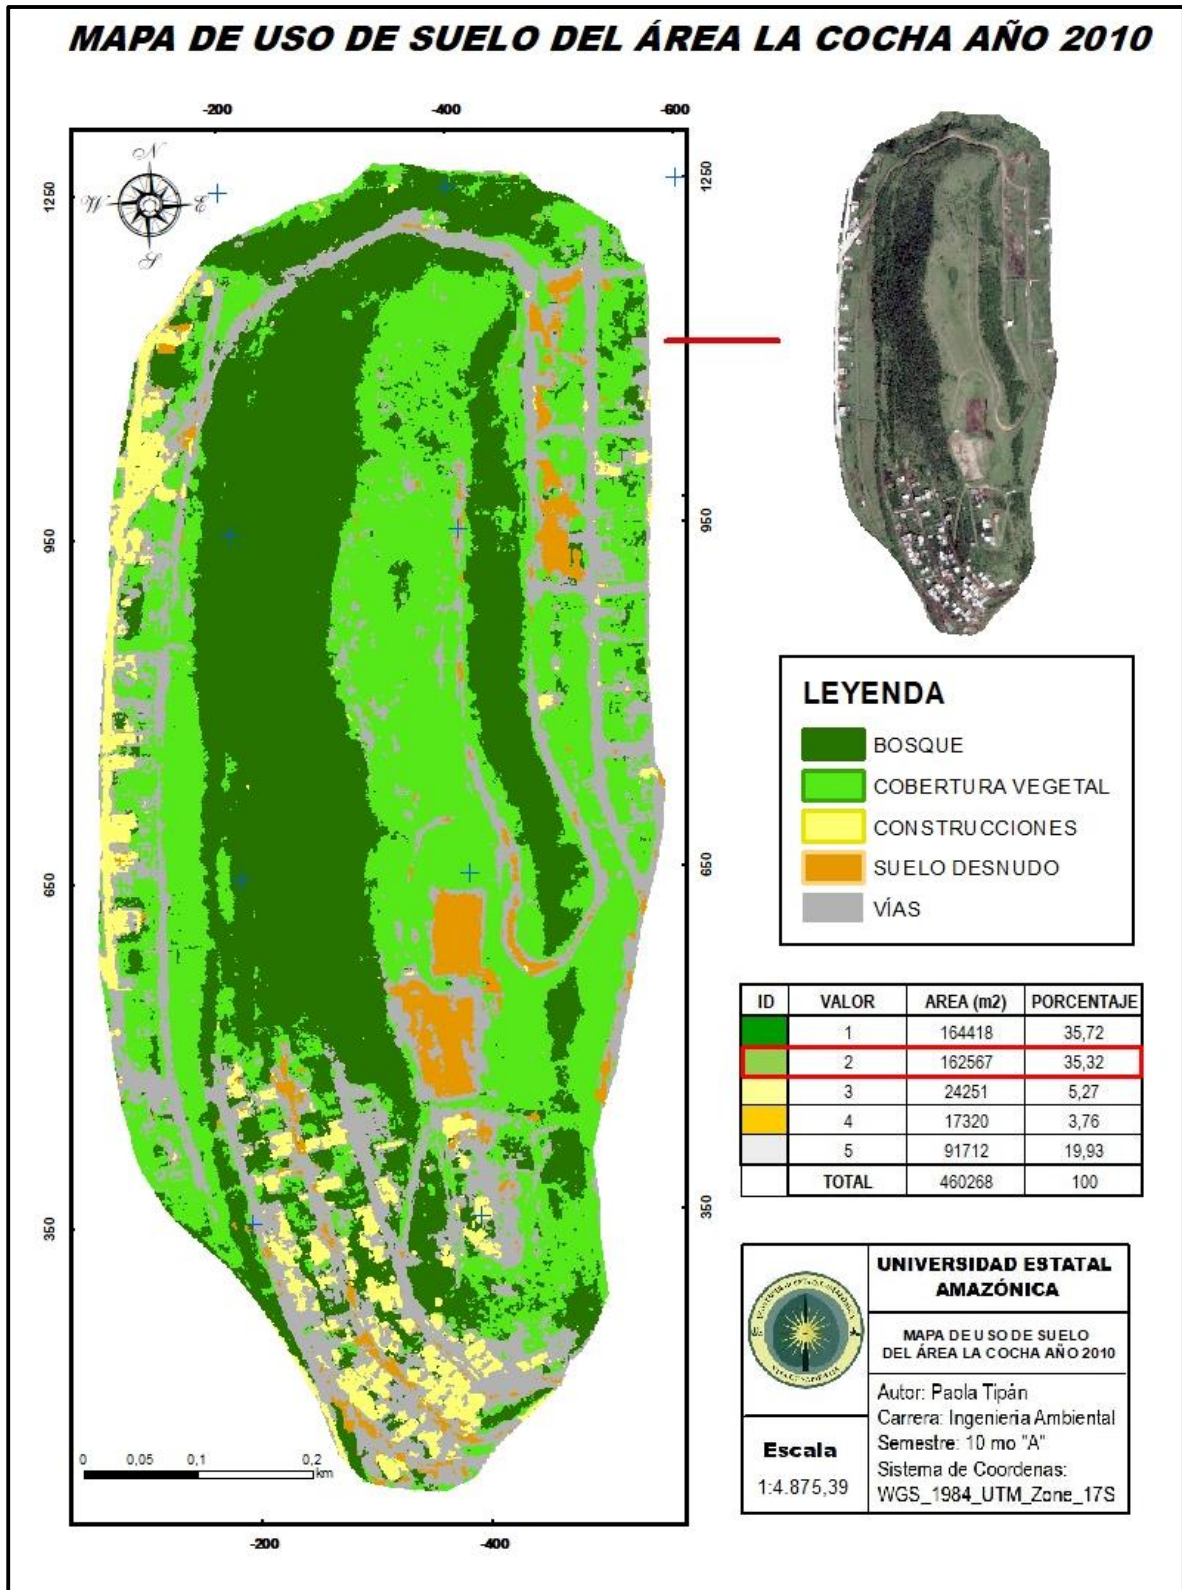 MAPA DE USO DE SUELO DEL ÁREA LA COCHA AÑO 2010
-200 -400 -600
N
W E
S
1250 1250
950 950
650 650
350 350
LEYENDA
BOSQUE
COBERTURA VEGETAL
CONSTRUCCIONES
SUELO DESNUDO
VÍAS
ID VALOR AREA (m2) PORCENTAJE
1 164418 35,72
2 162567 35,32
3 24251 5,27
4 17320 3,76
5 91712 19,93
TOTAL 460268 100
UNIVERSIDAD ESTATAL
AMAZÓNICA
MAPA DE USO DE SUELO
DEL ÁREA LA COCHA AÑO 2010
Autor: Paola Tipán
Carrera: Ingenieria Ambiental
Semestre: 10 mo "A"
Sistema de Coordenas:
WGS_1984_UTM_Zone_17S
Escala
1:4.875,39
0 0,05 0,1 0,2
km
-200 -400